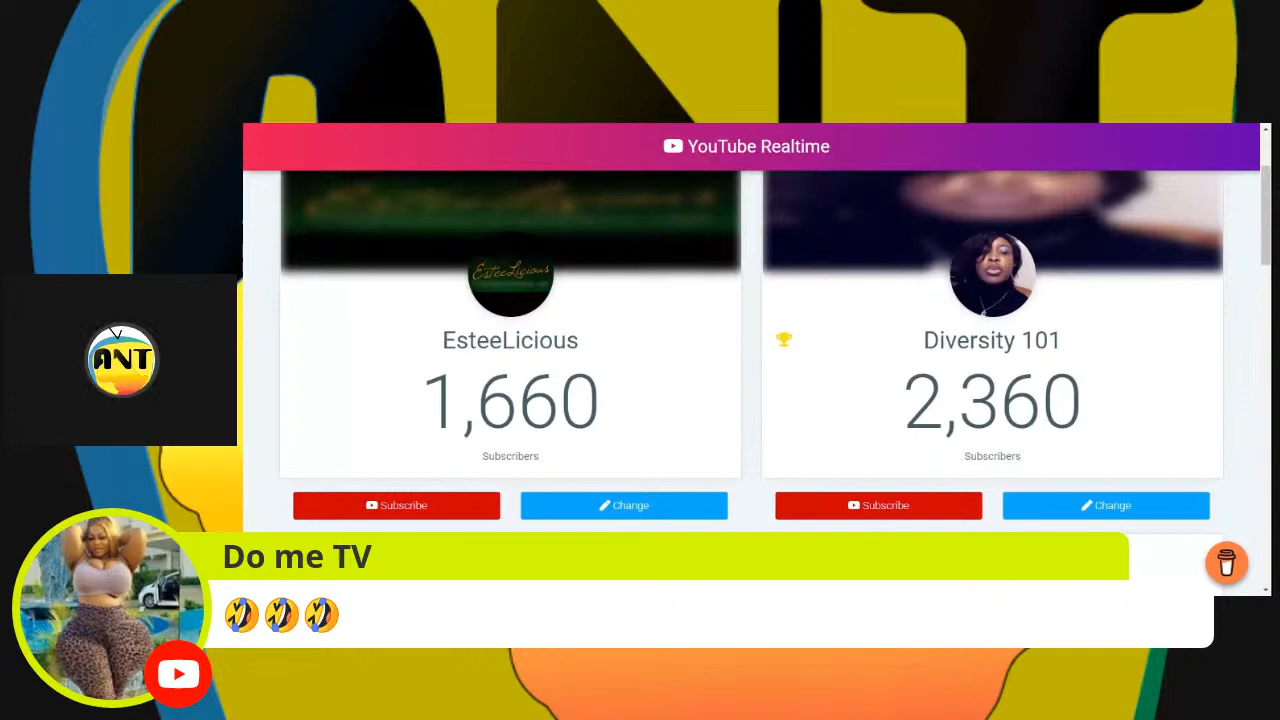 ANT
YouTube Realtime
EsteeLicious
EsteeLicious
1,660
Subscribers
Subscribe
Change
Diversity 101
2,360
Subscribers
Subscribe
Change
ANT
Do me TV
🤣🤣🤣